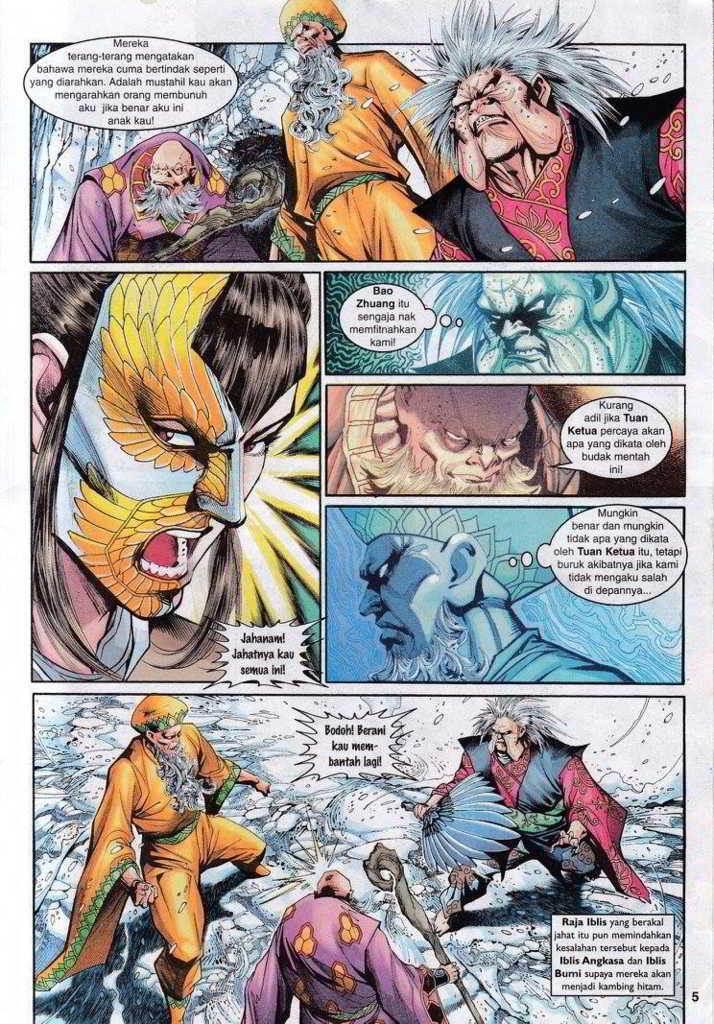 Mereka
terang-terang mengatakan
bahawa mereka cuma bertindak seperti
yang diarahkan. Adalah mustahil kau akan
mengarahkan orang membunuh
aku jika benar aku ini
anak kau!
Bao
Zhuang itu
sengaja nak
memfitnahkan
kami!
Kurang
adil jika Tuan
Ketua percaya akan
apa yang dikata oleh
budak mentah
ini!
Mungkin
benar dan mungkin
tidak apa yang dikata
oleh Tuan Ketua itu, tetapi
buruk akibatnya jika kami
tidak mengaku salah
di depannya...
Jahanam!
Jahatnya kau
semua ini!
Bodoh! Berani
kau mem-
bantah lagi!
Raja Iblis yang berakal
jahat itu pun memindahkan
kesalahan tersebut kepada
Iblis Angkasa dan Iblis
Bumi supaya mereka akan
menjadi kambing hitam.
5